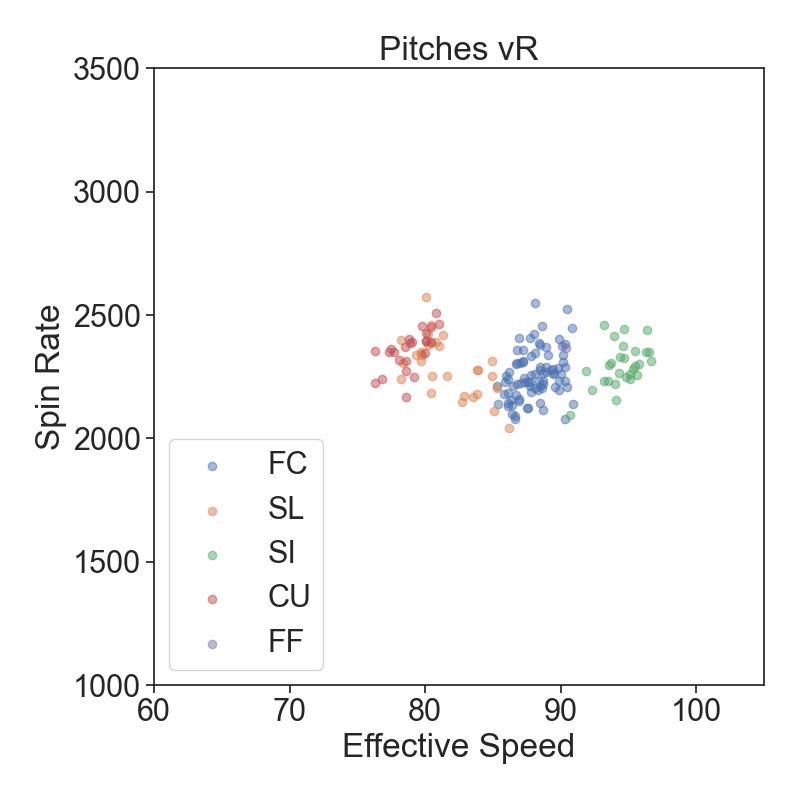 Pitches vR
3500
3000
2500
2000
1500
1000
Spin Rate
FC
SL
SI
CU
FF
60 70 80 90 100
Effective Speed